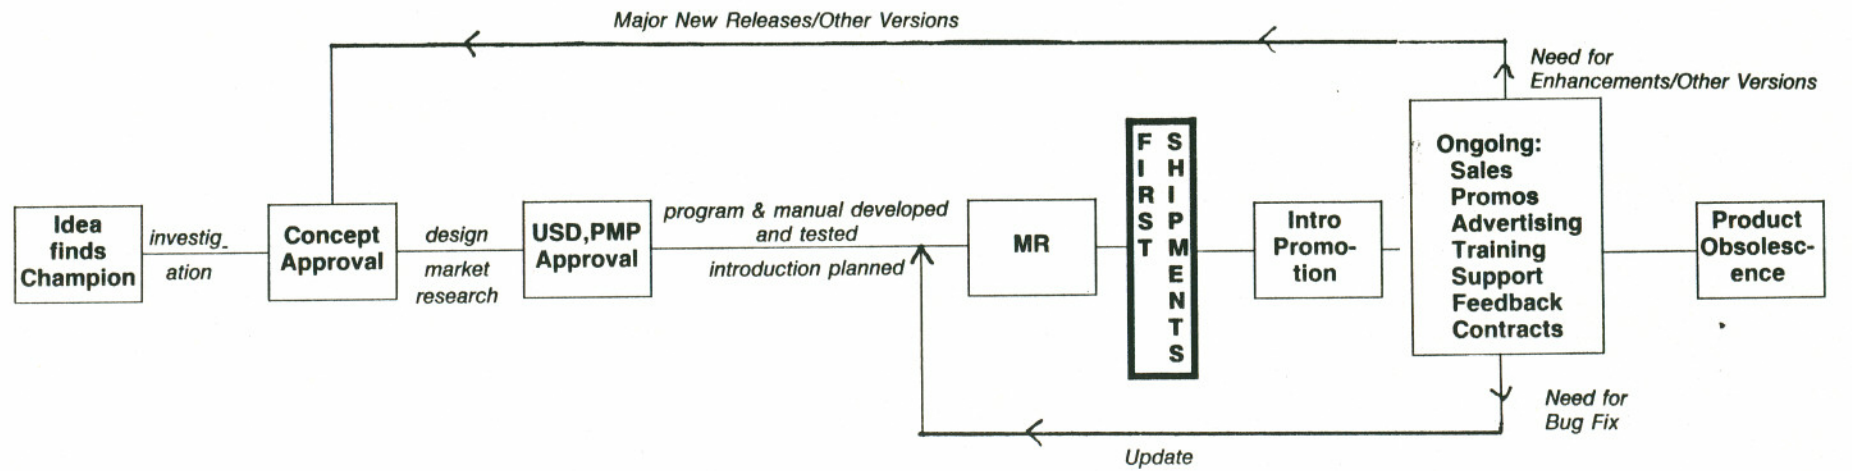 Major New Releases/Other Versions
Need for
Enhancements/Other Versions
Idea
finds
Champion
investig_
ation
Concept
Approval
design
market
research
USD,PMP
Approval
program & manual developed
and tested
introduction planned
MR
FIRST
SHIPMENTS
Intro
Promo-
tion
Ongoing:
Sales
Promos
Advertising
Training
Support
Feedback
Contracts
Product
Obsolesc-
ence
Need for
Bug Fix
Update